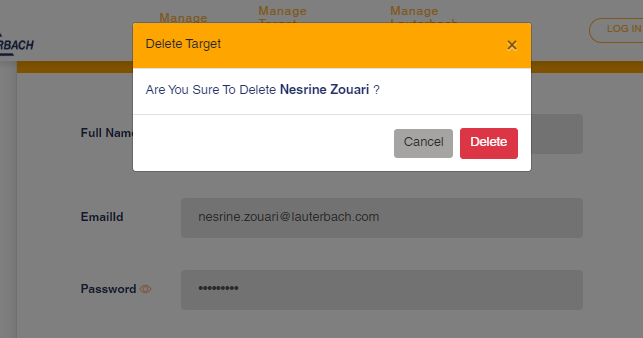 Manage
Manage
Manage
Target
Lauterbach
LOG IN
RBACH
Delete Target
×
Are You Sure To Delete Nesrine Zouari ?
Cancel
Delete
Full Name
EmailId
nesrine.zouari@lauterbach.com
Password
•••••••••